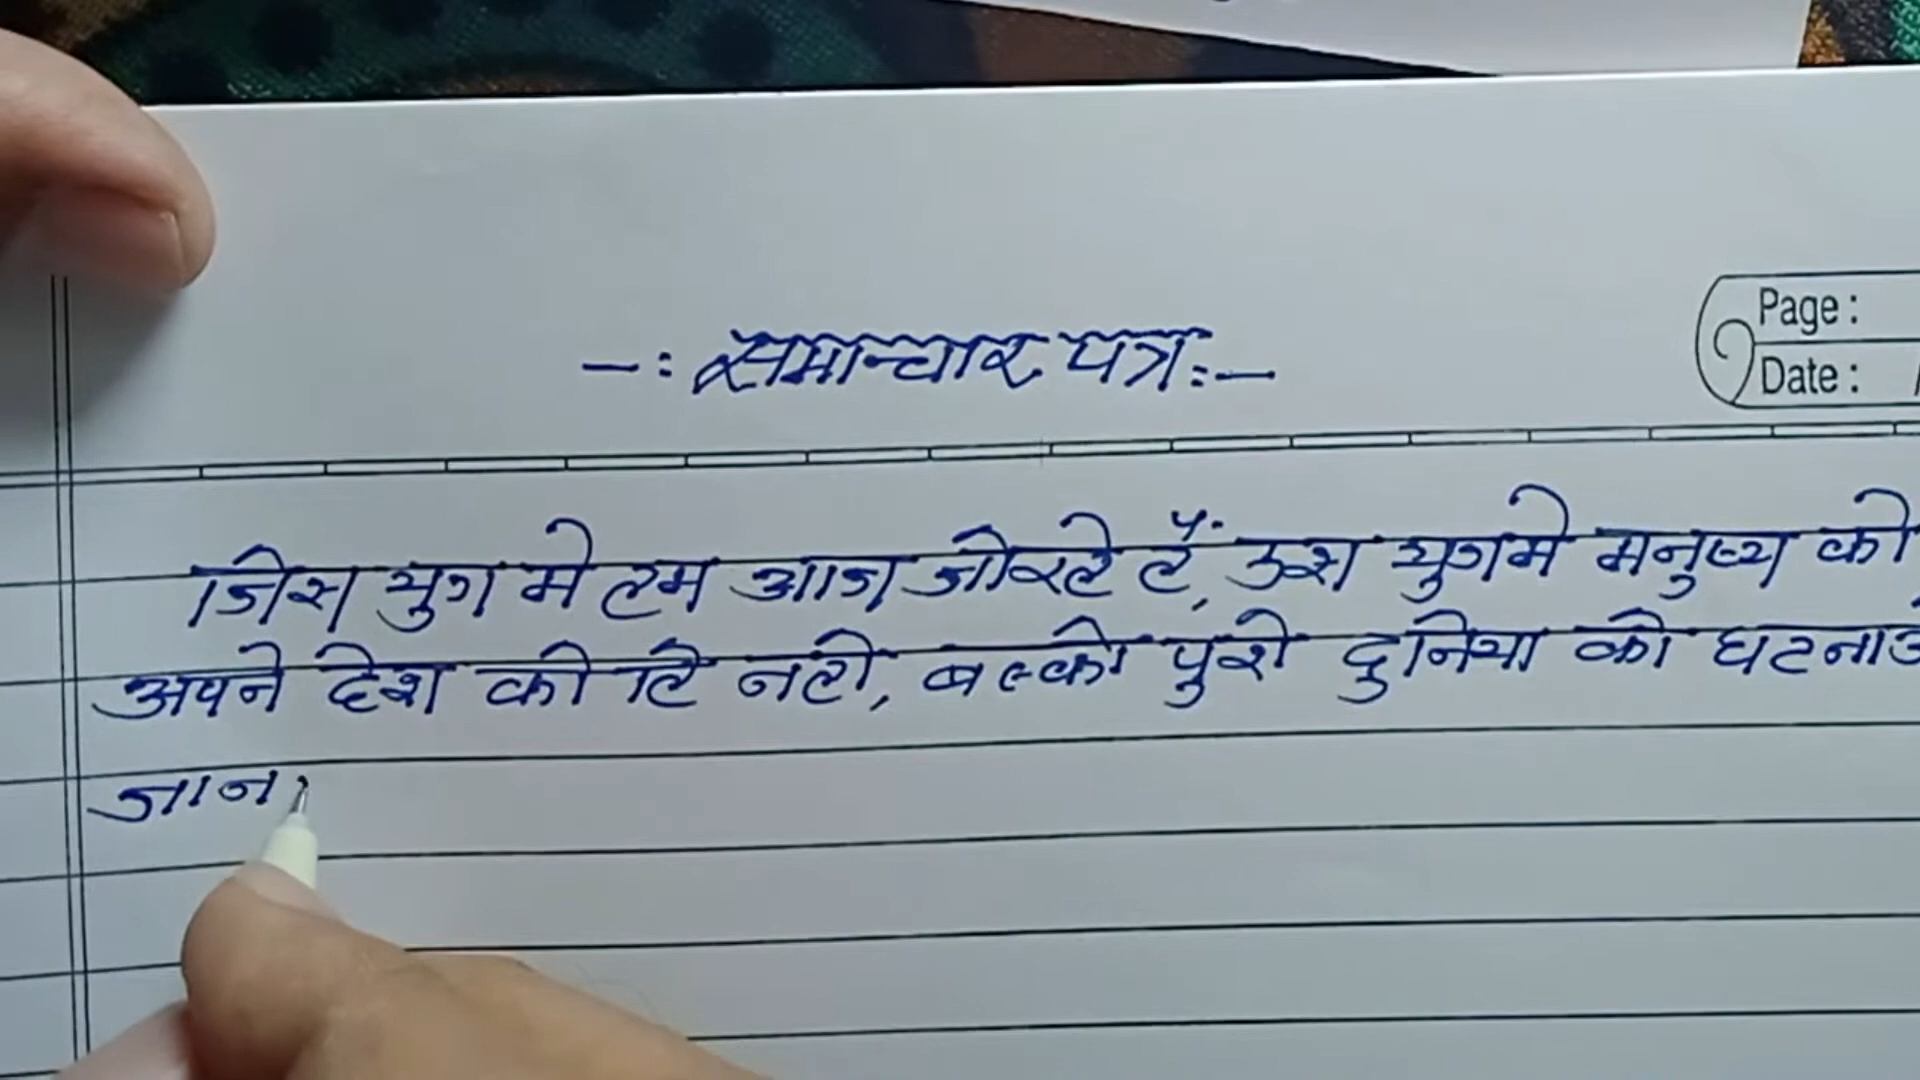 -: समाचार पत्र :-
Page :
Date :
जिस युग मे हम आज जी रहे हैं, उस युग मे मनुष्य को
अपने देश की हि नही, बल्की पुरी दुनिया की घटनाओ
जान